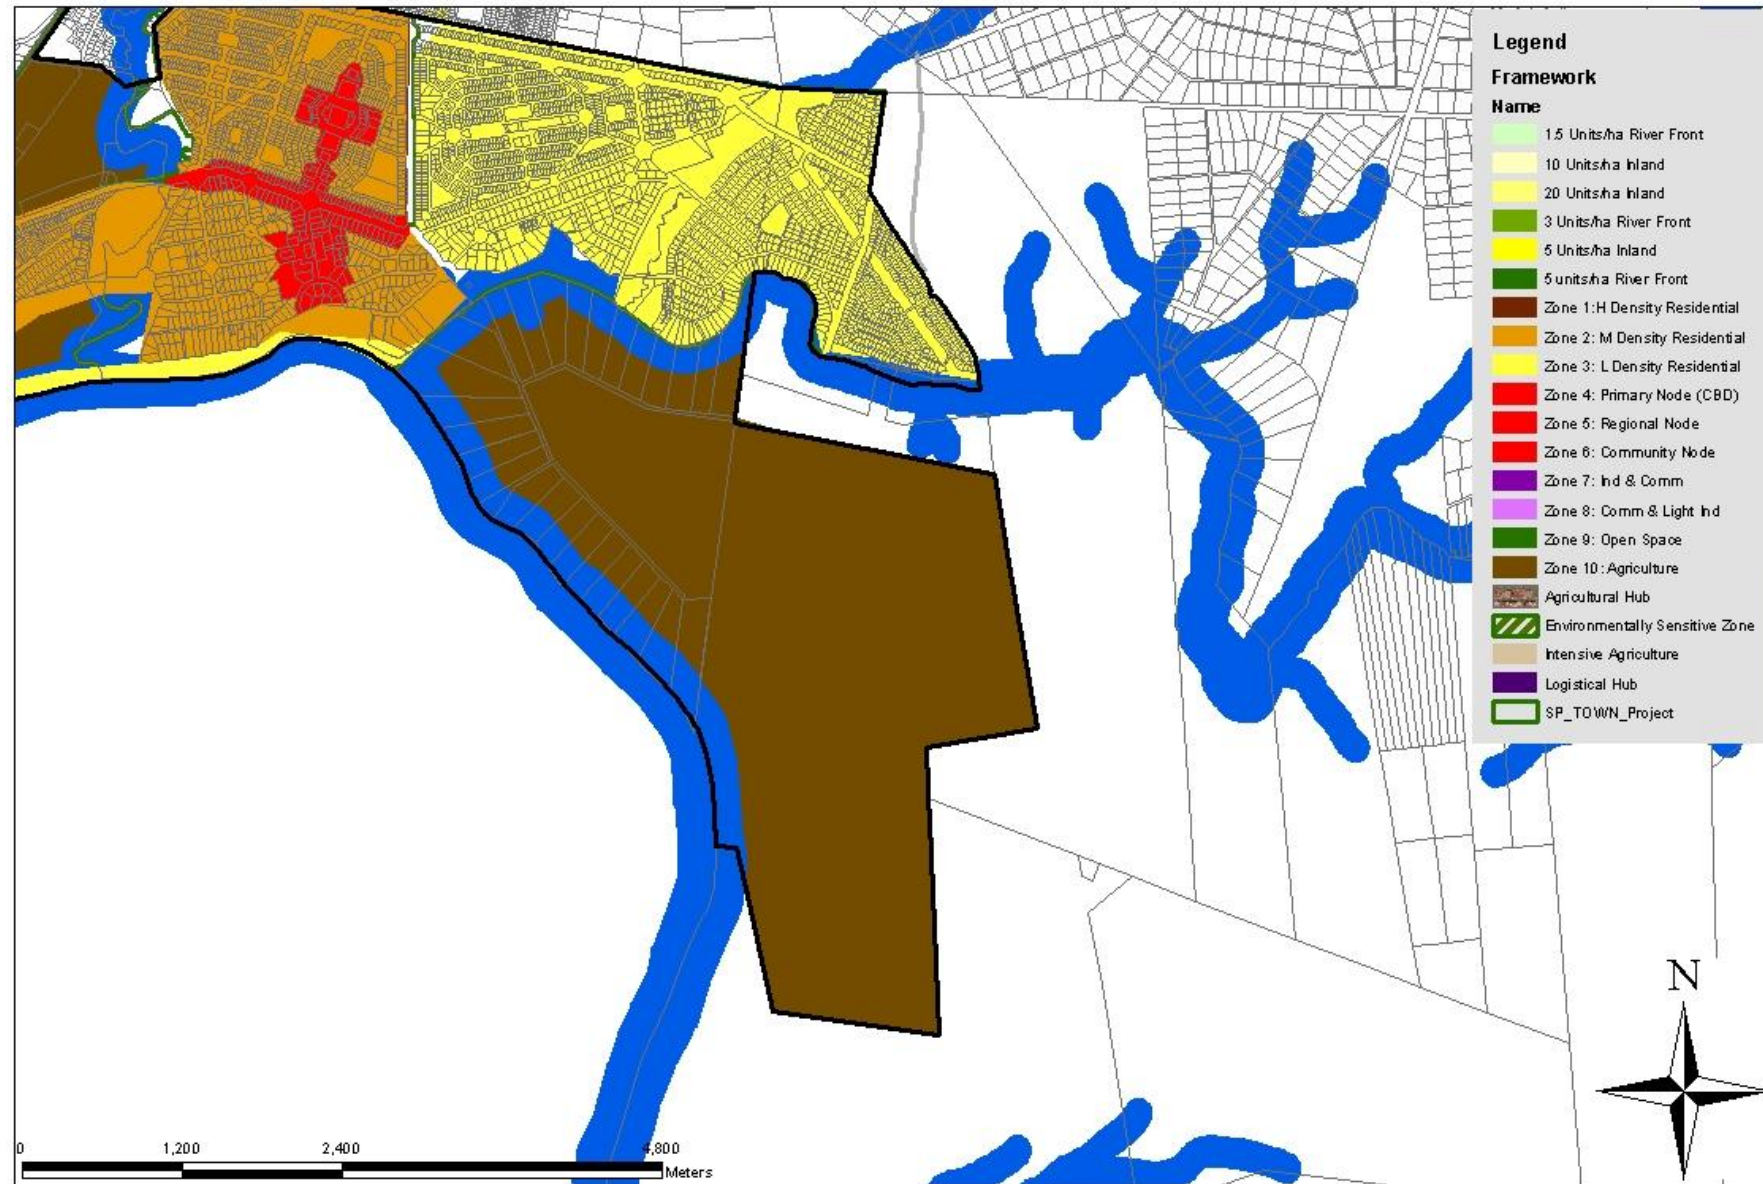 Legend
Framework
Name
1.5 Units/ha River Front
10 Units/ha Inland
20 Units/ha Inland
3 Units/ha River Front
5 Units/ha Inland
5 units/ha River Front
Zone 1:H Density Residential
Zone 2: M Density Residential
Zone 3: L Density Residential
Zone 4: Primary Node (CBD)
Zone 5: Regional Node
Zone 6: Community Node
Zone 7: Ind & Comm
Zone 8: Comm & Light Ind
Zone 9: Open Space
Zone 10: Agriculture
Agricultural Hub
Environmentally Sensitive Zone
Intensive Agriculture
Logistical Hub
SP_TOWN_Project
N
0 1,200 2,400 4,800
Meters